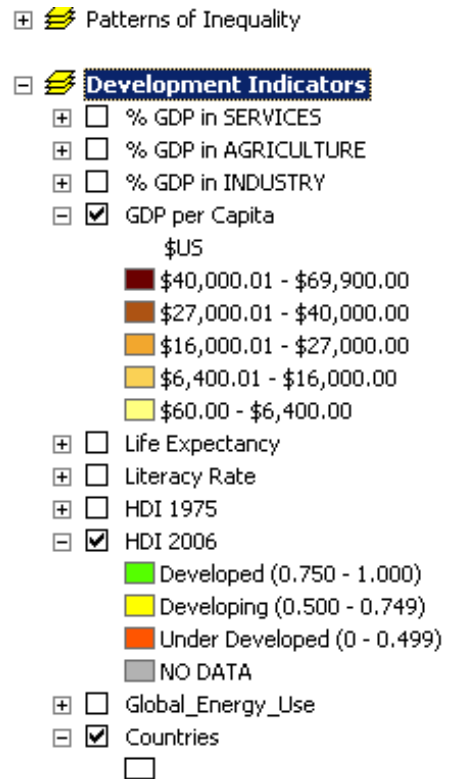 Patterns of Inequality
Development Indicators
% GDP in SERVICES
% GDP in AGRICULTURE
% GDP in INDUSTRY
GDP per Capita
$US
$40,000.01 - $69,900.00
$27,000.01 - $40,000.00
$16,000.01 - $27,000.00
$6,400.01 - $16,000.00
$60.00 - $6,400.00
Life Expectancy
Literacy Rate
HDI 1975
HDI 2006
Developed (0.750 - 1.000)
Developing (0.500 - 0.749)
Under Developed (0 - 0.499)
NO DATA
Global_Energy_Use
Countries